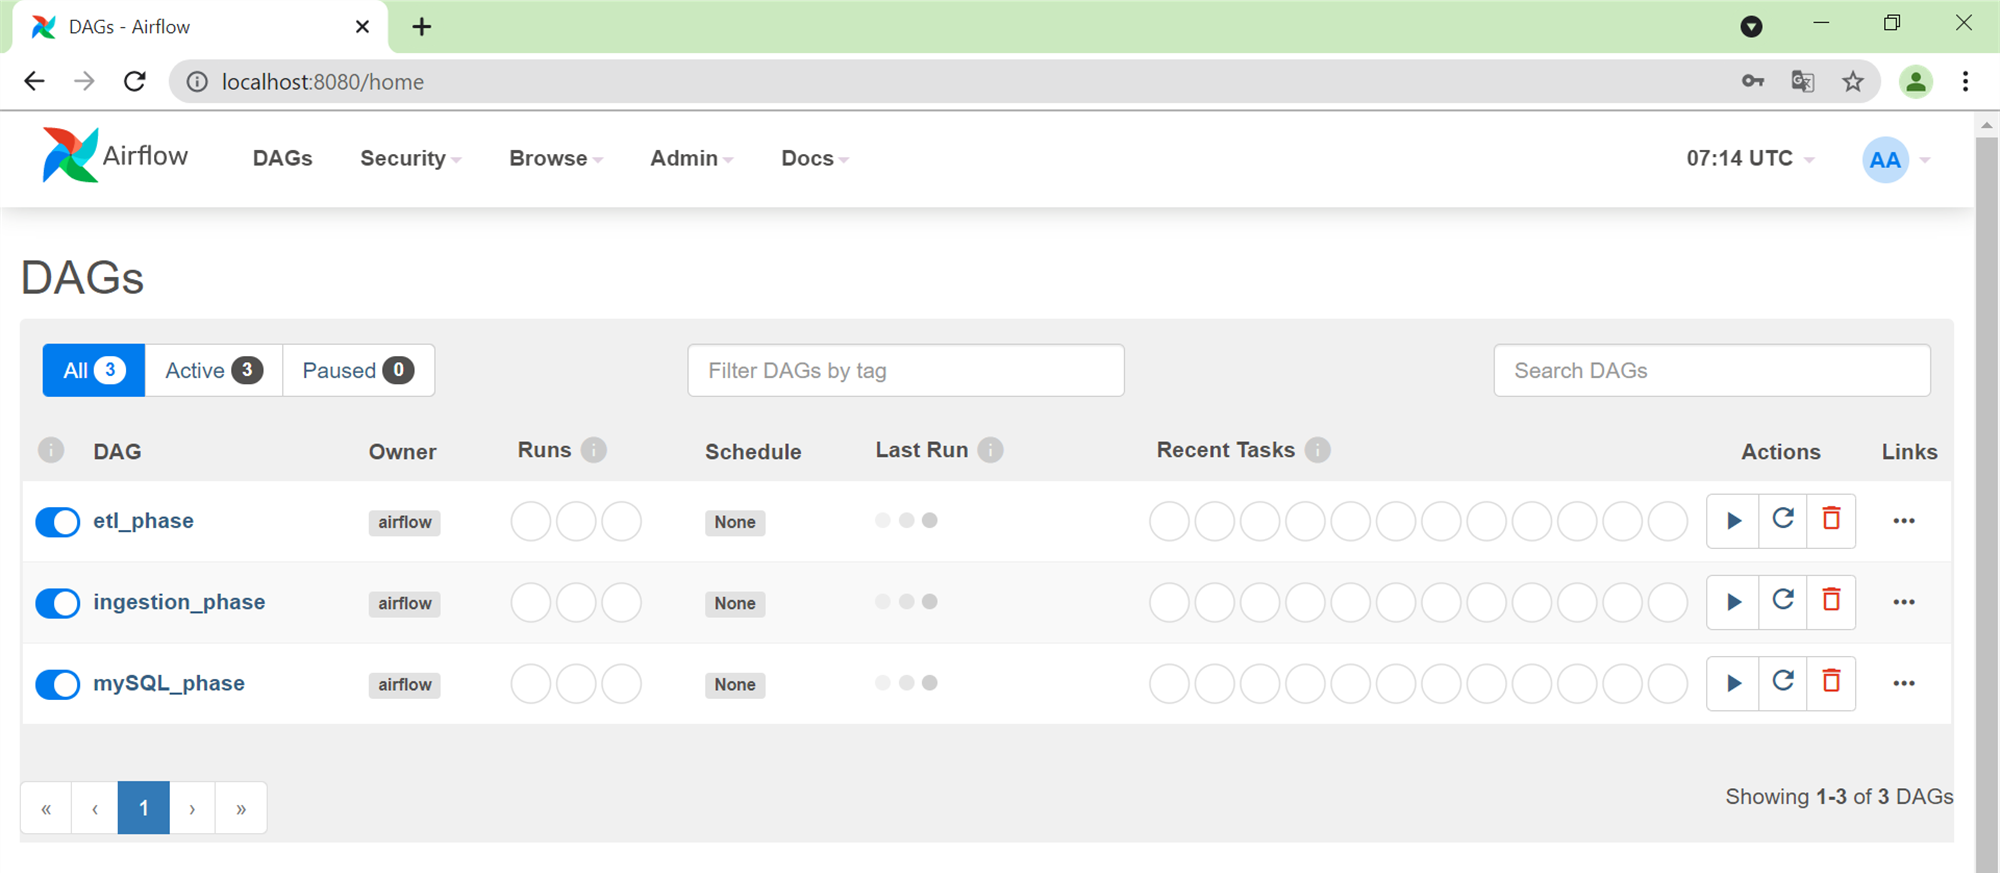 DAGs - Airflow
localhost:8080/home
Airflow DAGs Security Browse Admin Docs 07:14 UTC AA
DAGs
All 3 Active 3 Paused 0 Filter DAGs by tag Search DAGs
i DAG Owner Runs i Schedule Last Run i Recent Tasks i Actions Links
etl_phase airflow None
ingestion_phase airflow None
mySQL_phase airflow None
« ‹ 1 › »
Showing 1-3 of 3 DAGs